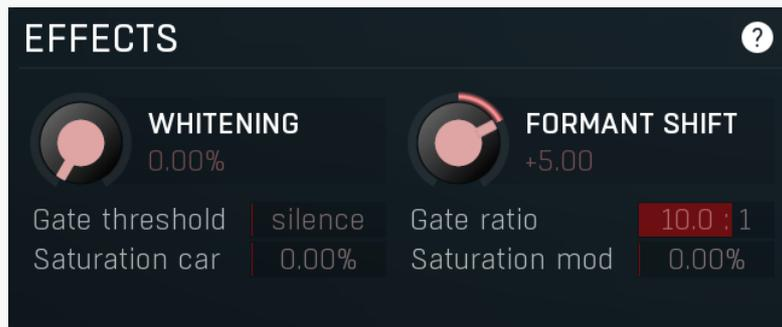 EFFECTS ?
WHITENING
0.00%
FORMANT SHIFT
+5.00
Gate threshold silence
Gate ratio 10.0 : 1
Saturation car 0.00%
Saturation mod 0.00%